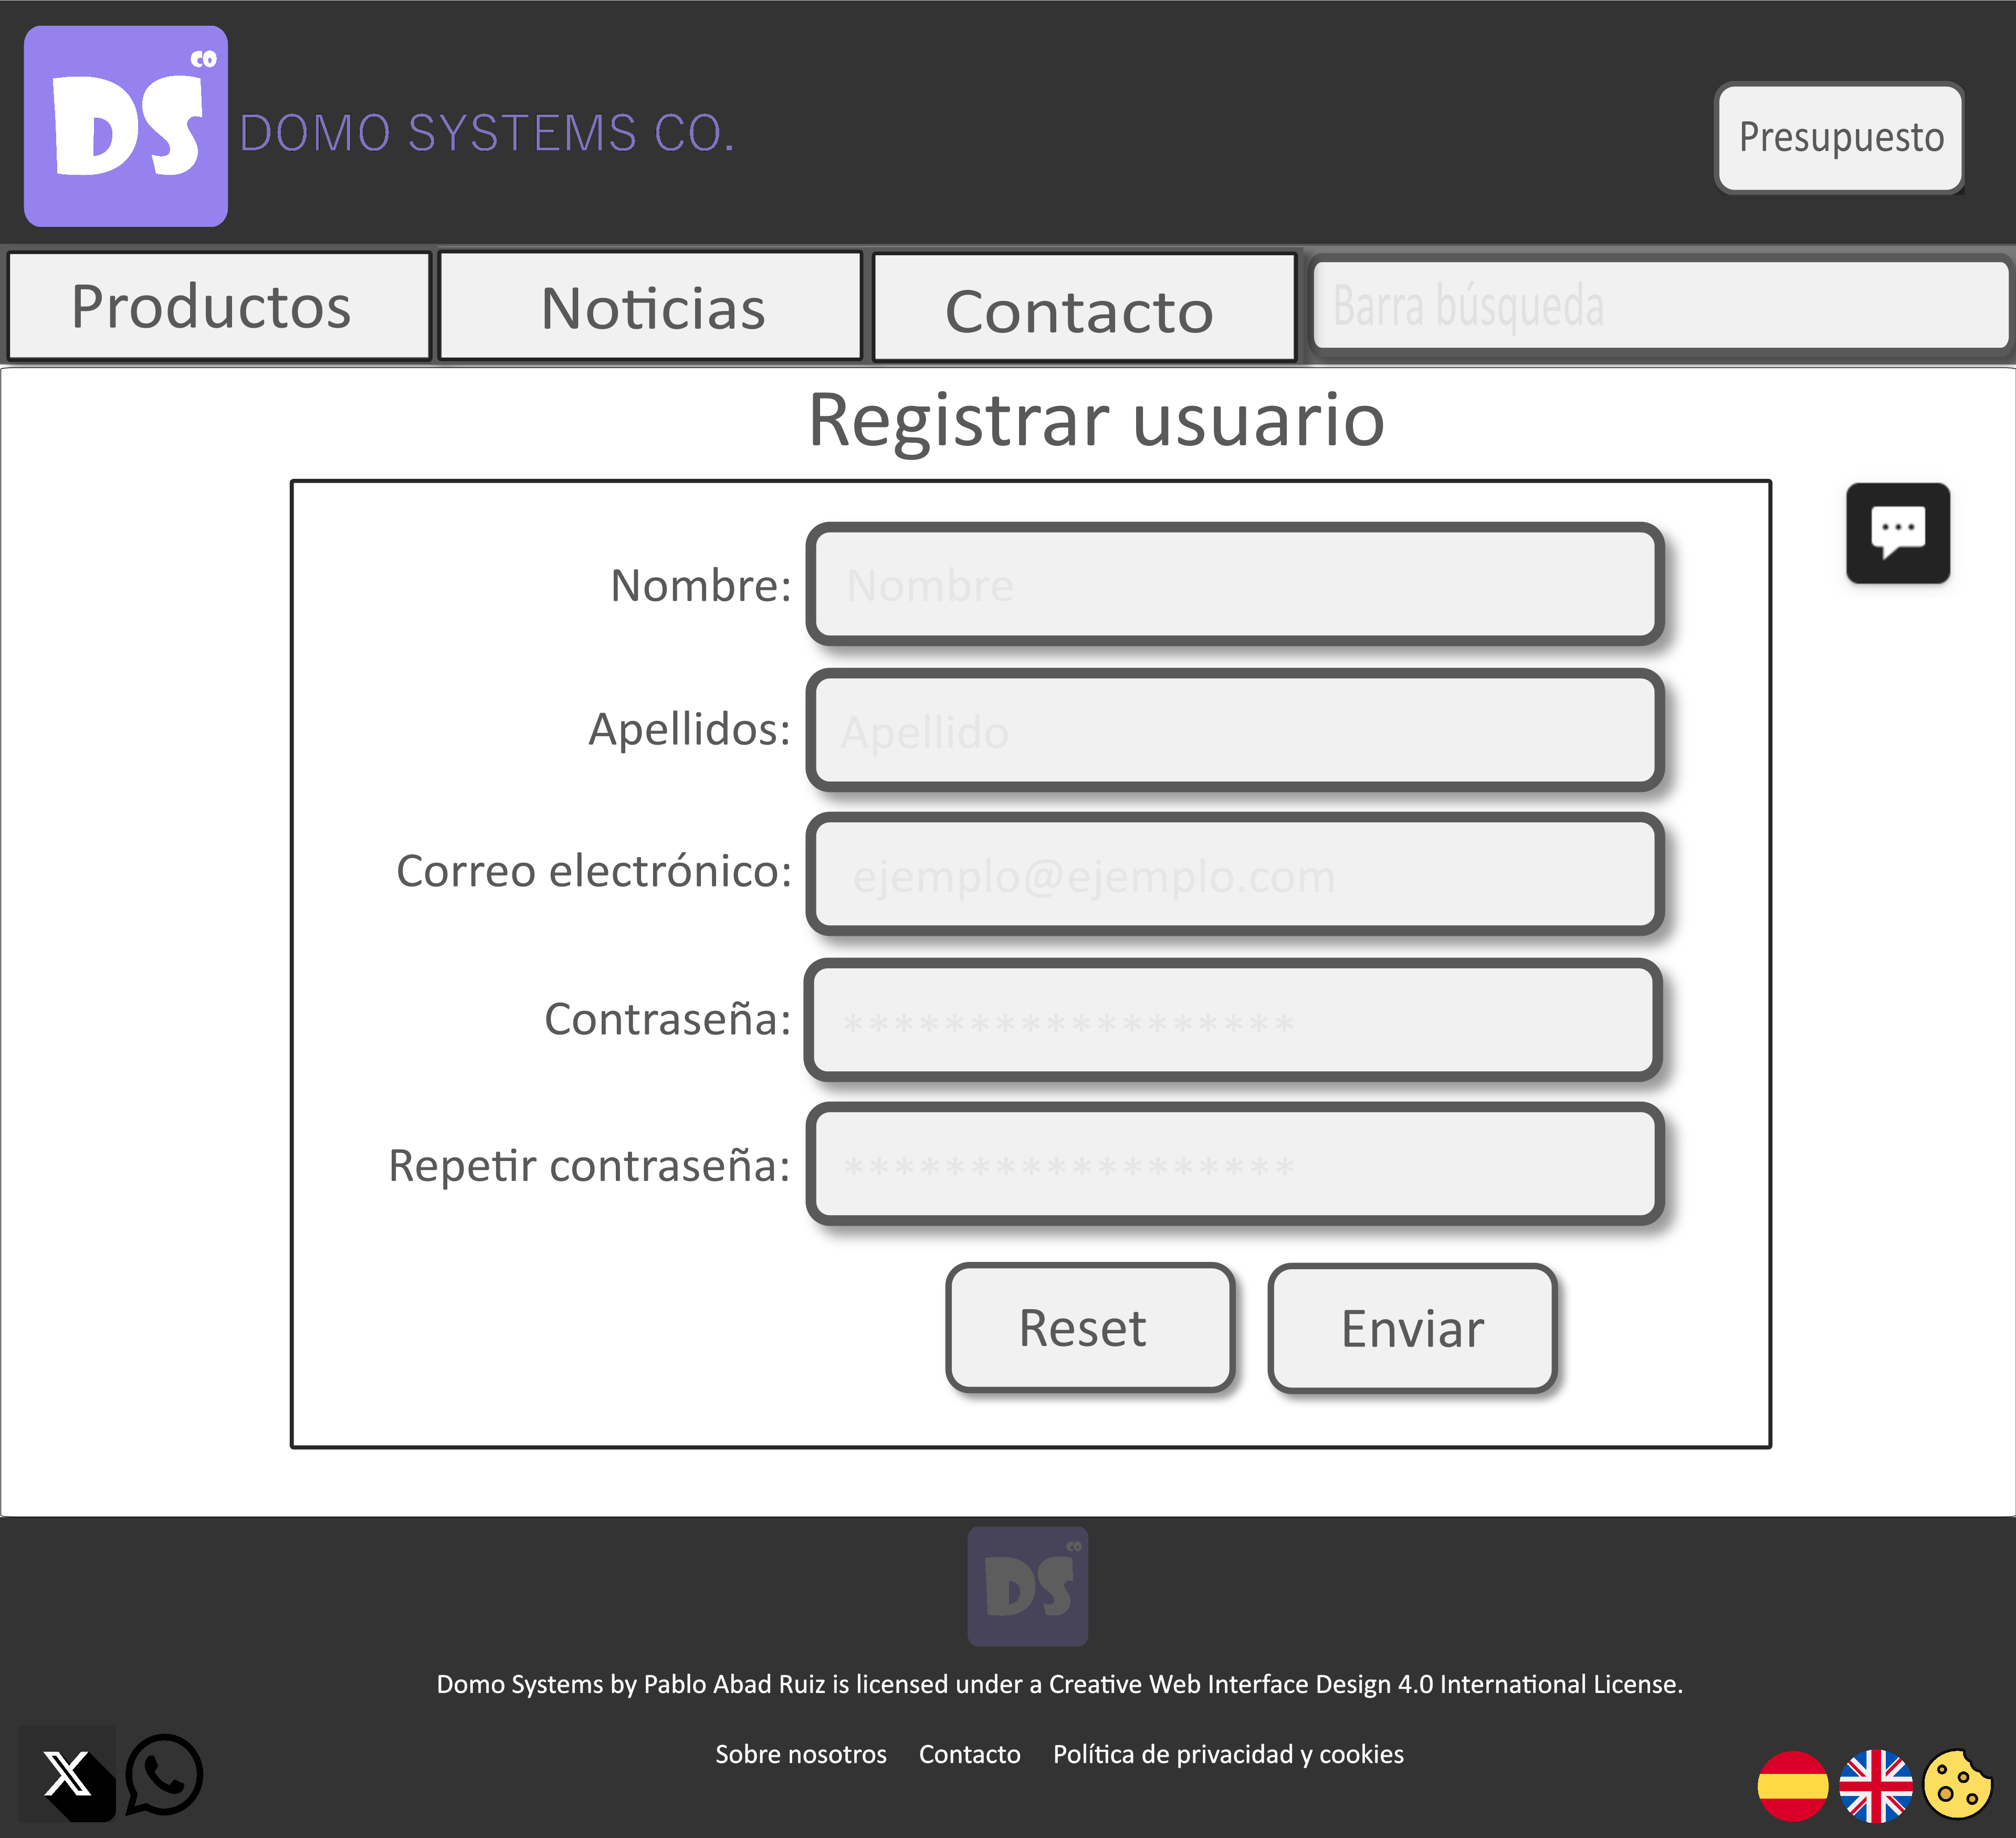 DS co
DOMO SYSTEMS CO.
Presupuesto
Productos
Noticias
Contacto
Barra búsqueda
Registrar usuario
Nombre:
Nombre
Apellidos:
Apellido
Correo electrónico:
ejemplo@ejemplo.com
Contraseña:
******************
Repetir contraseña:
******************
Reset
Enviar
DS co
Domo Systems by Pablo Abad Ruiz is licensed under a Creative Web Interface Design 4.0 International License.
Sobre nosotros Contacto Política de privacidad y cookies
X